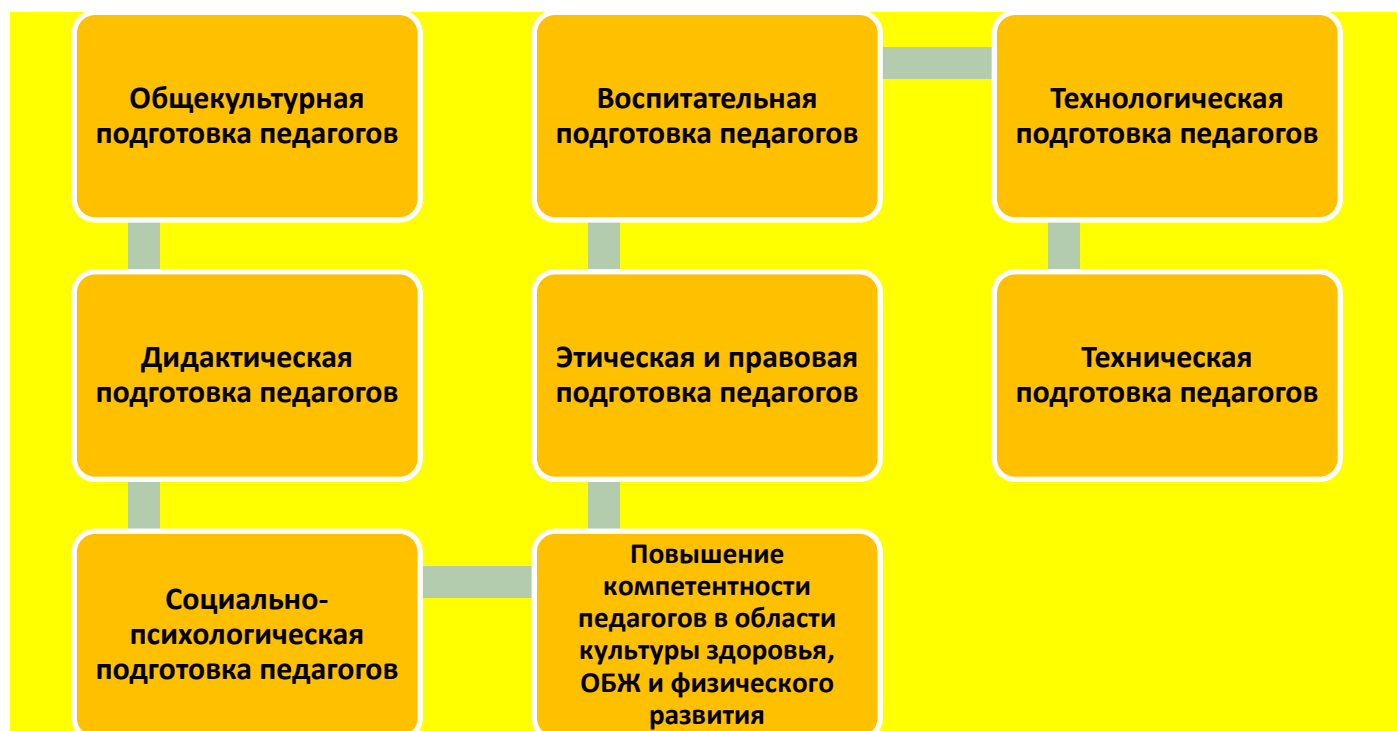 Общекультурная
подготовка педагогов
Дидактическая
подготовка педагогов
Социально-
психологическая
подготовка педагогов
Повышение
компетентности
педагогов в области
культуры здоровья,
ОБЖ и физического
развития
Этическая и правовая
подготовка педагогов
Воспитательная
подготовка педагогов
Технологическая
подготовка педагогов
Техническая
подготовка педагогов